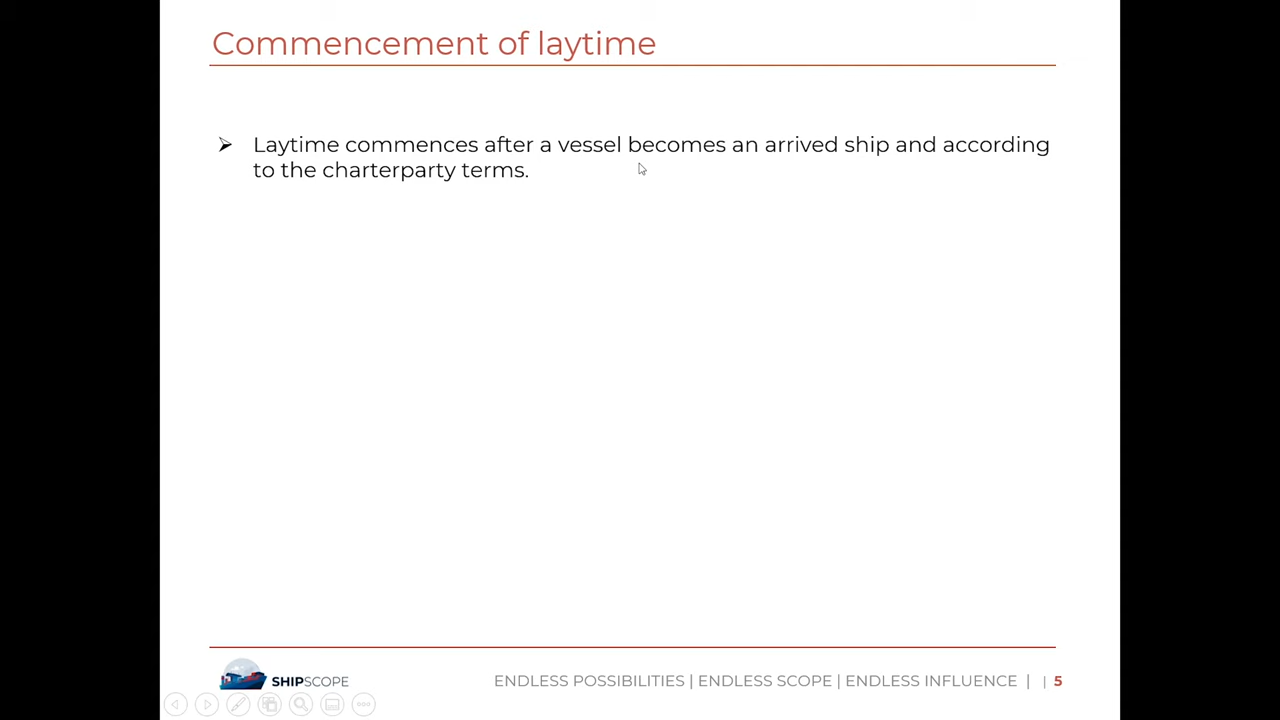 Commencement of laytime
➢ Laytime commences after a vessel becomes an arrived ship and according
to the charterparty terms.
SHIPSCOPE
ENDLESS POSSIBILITIES | ENDLESS SCOPE | ENDLESS INFLUENCE | | 5